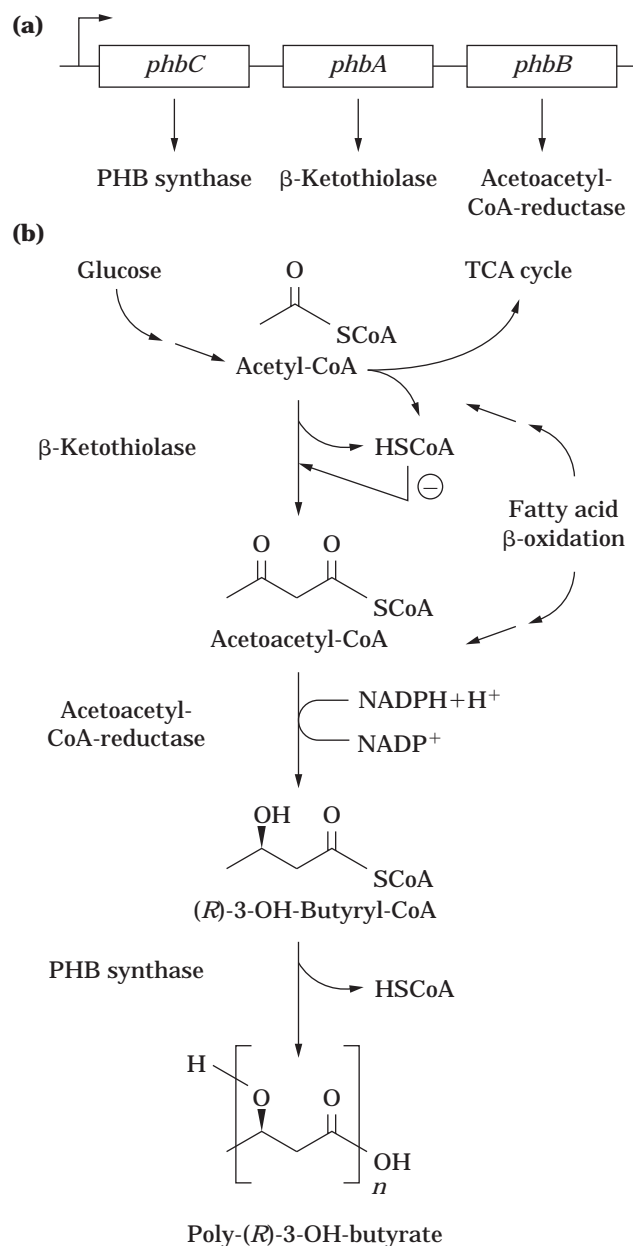 (a)
phbC phbA phbB
PHB synthase β-Ketothiolase Acetoacetyl-
CoA-reductase
(b)
Glucose O TCA cycle
SCoA
Acetyl-CoA
β-Ketothiolase HSCoA
−
Fatty acid
β-oxidation
O O
SCoA
Acetoacetyl-CoA
NADPH+H⁺
Acetoacetyl-
CoA-reductase
NADP⁺
OH O
SCoA
(R)-3-OH-Butyryl-CoA
PHB synthase
HSCoA
H
O O
OH
n
Poly-(R)-3-OH-butyrate